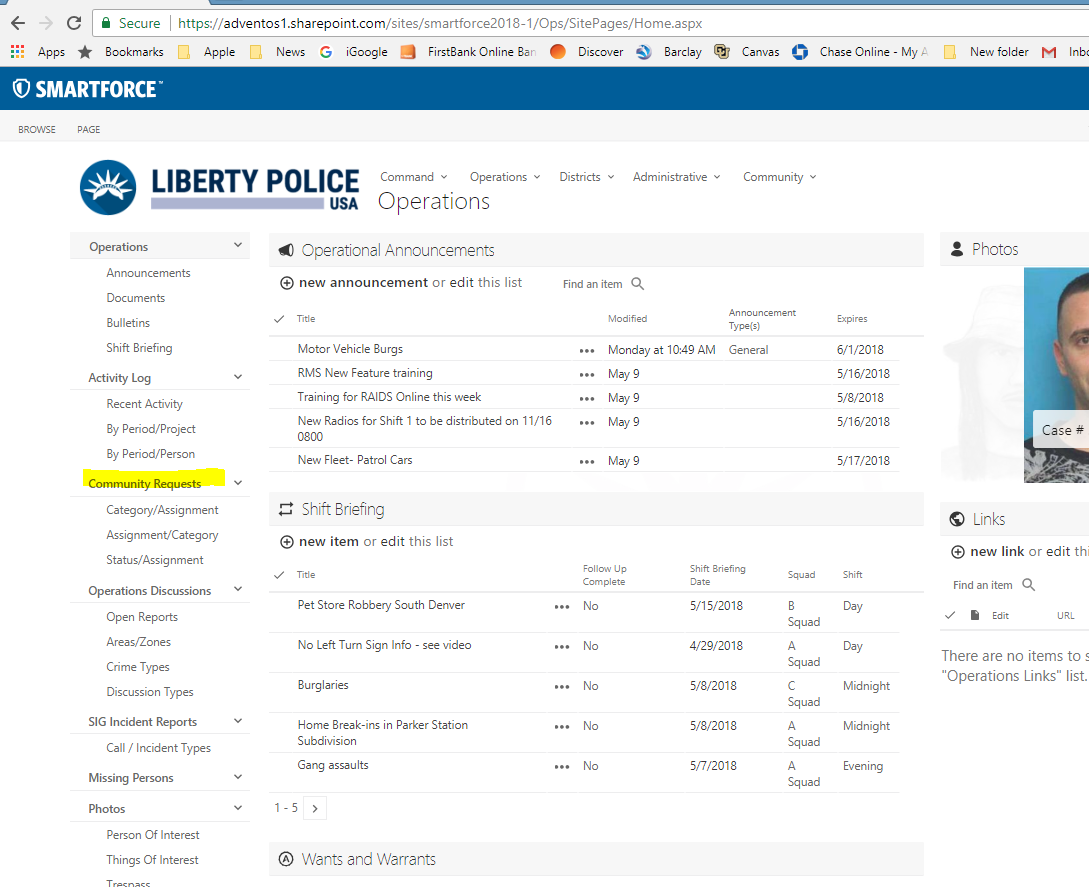 Secure https://adventos1.sharepoint.com/sites/smartforce2018-1/Ops/SitePages/Home.aspx
Apps Bookmarks Apple News iGoogle FirstBank Online Ban Discover Barclay Canvas Chase Online - My A New folder Inbo
SMARTFORCE™
BROWSE PAGE
LIBERTY POLICE
USA
Command Operations Districts Administrative Community
Operations
Operations
Announcements
Documents
Bulletins
Shift Briefing
Activity Log
Recent Activity
By Period/Project
By Period/Person
Community Requests
Category/Assignment
Assignment/Category
Status/Assignment
Operations Discussions
Open Reports
Areas/Zones
Crime Types
Discussion Types
SIG Incident Reports
Call / Incident Types
Missing Persons
Photos
Person Of Interest
Things Of Interest
Trespass
Operational Announcements
new announcement or edit this list Find an item
Title Modified Announcement Type(s) Expires
Motor Vehicle Burgs ••• Monday at 10:49 AM General 6/1/2018
RMS New Feature training ••• May 9 5/16/2018
Training for RAIDS Online this week ••• May 9 5/8/2018
New Radios for Shift 1 to be distributed on 11/16 ••• May 9 5/16/2018
0800
New Fleet- Patrol Cars ••• May 9 5/17/2018
Shift Briefing
new item or edit this list
Title Follow Up Complete Shift Briefing Date Squad Shift
Pet Store Robbery South Denver ••• No 5/15/2018 B Squad Day
No Left Turn Sign Info - see video ••• No 4/29/2018 A Squad Day
Burglaries ••• No 5/8/2018 C Squad Midnight
Home Break-ins in Parker Station ••• No 5/8/2018 A Squad Midnight
Subdivision
Gang assaults ••• No 5/7/2018 A Squad Evening
1 - 5
Wants and Warrants
Photos
Case #
Links
new link or edit thi
Find an item
Edit URL
There are no items to s
"Operations Links" list.